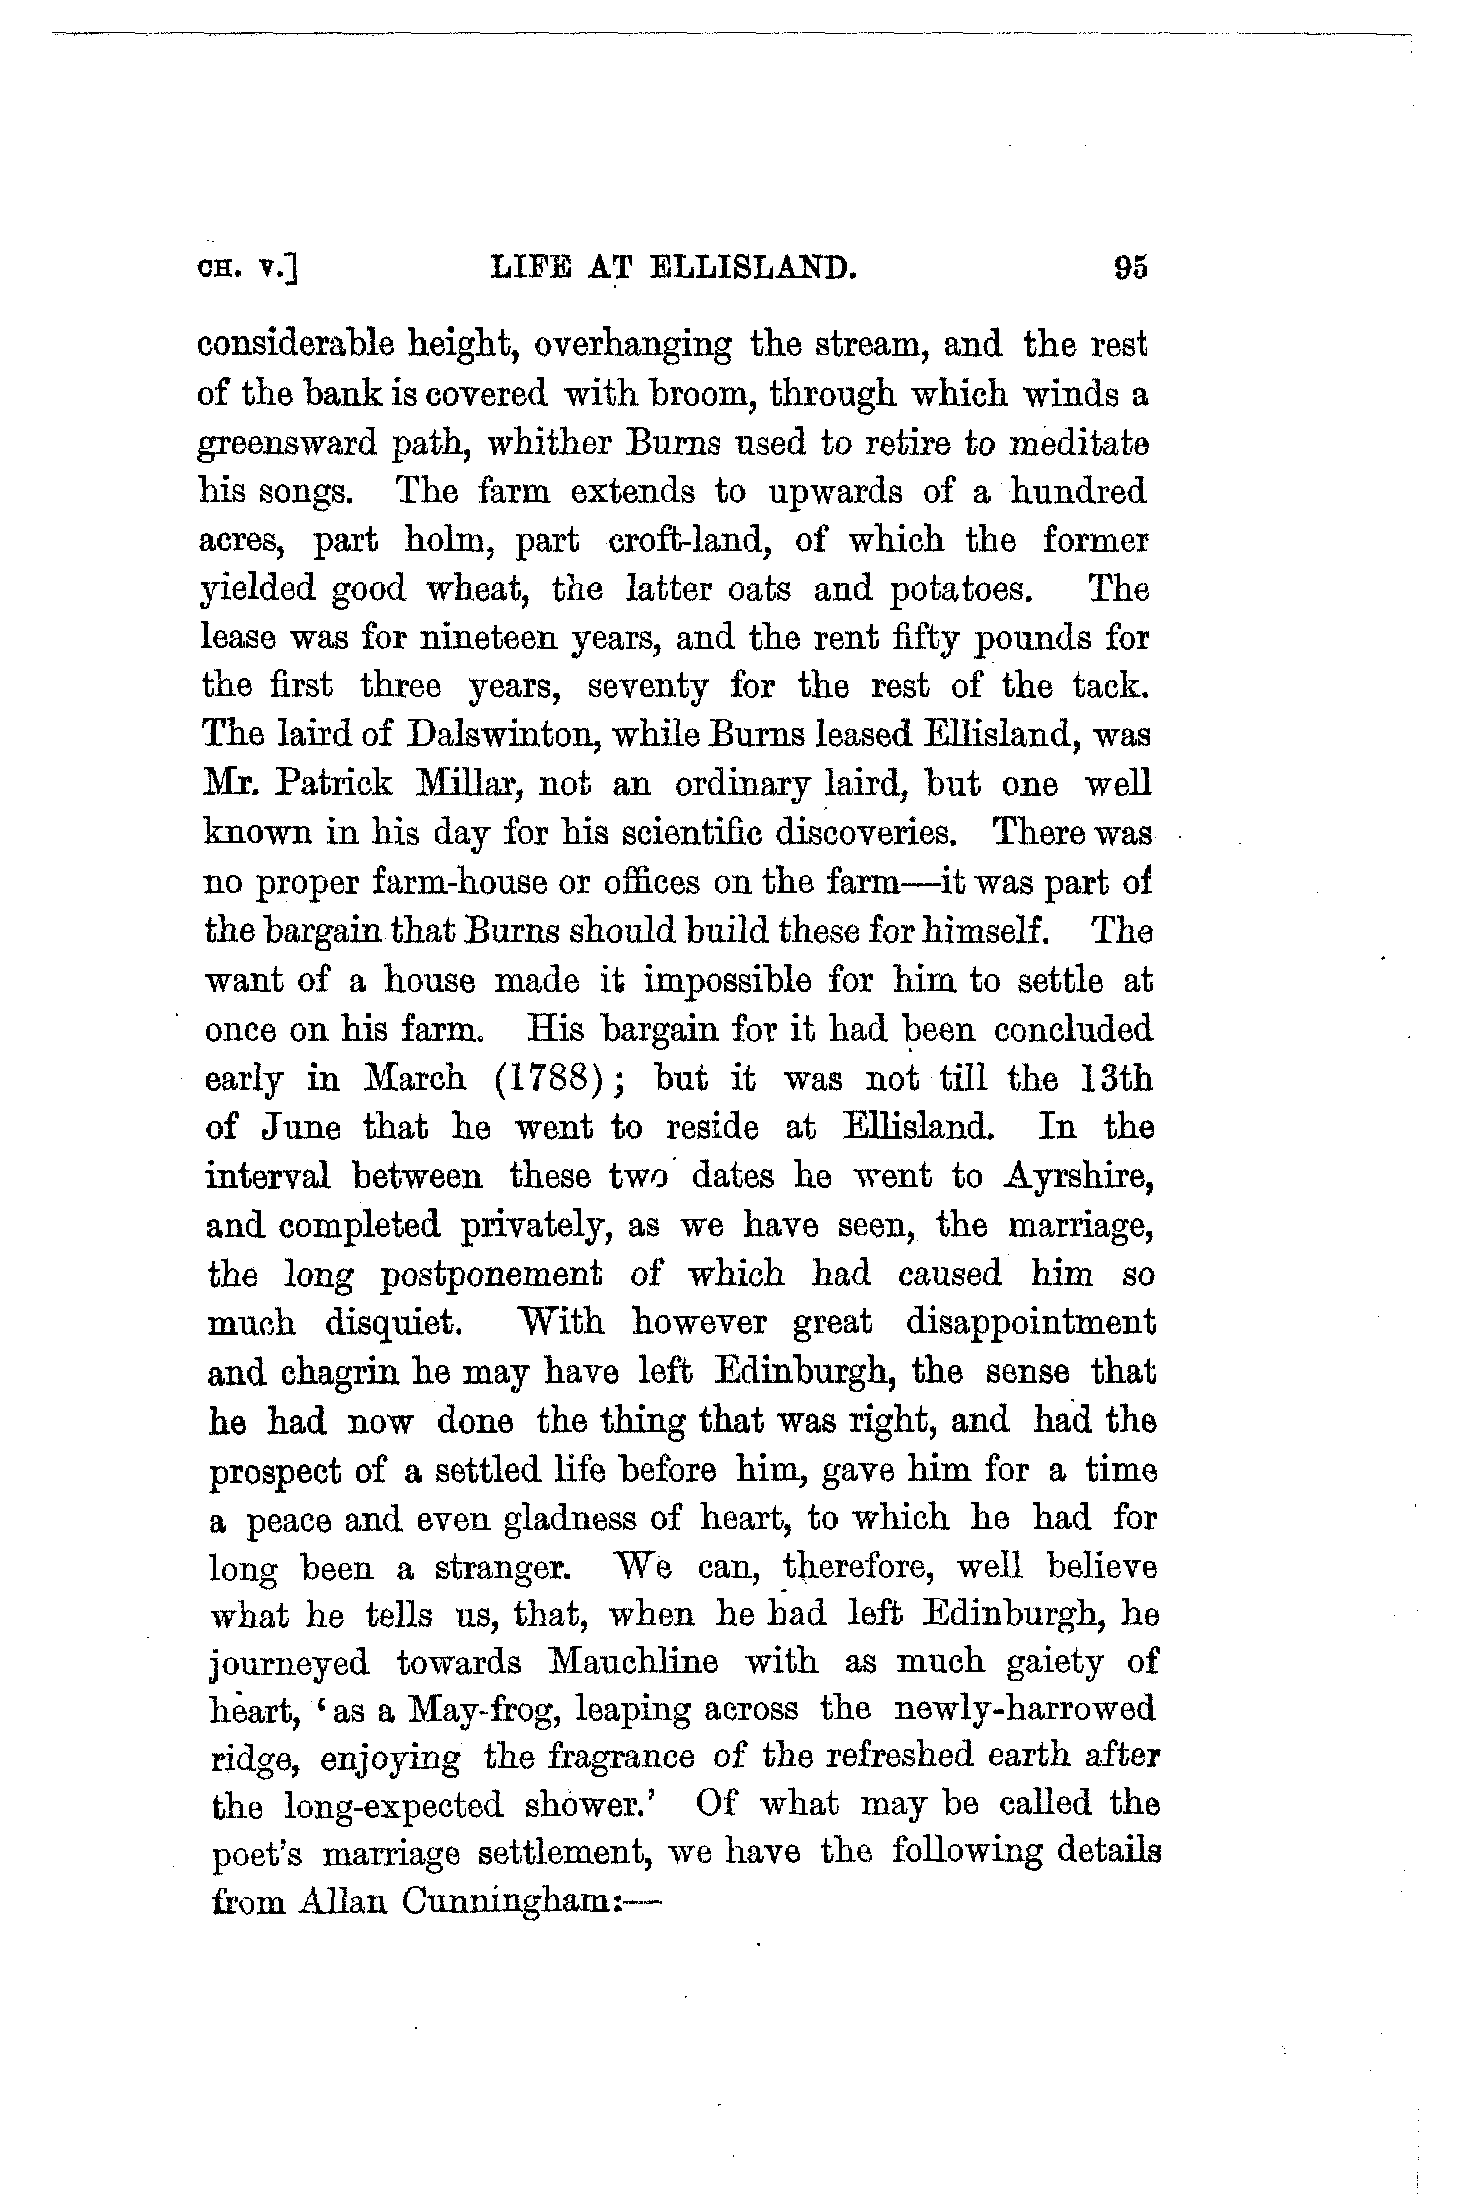 CH. V.] LIFE AT ELLISLAND. 95
considerable height, overhanging the stream, and the rest
of the bank is covered with broom, through which winds a
greensward path, whither Burns used to retire to meditate
his songs. The farm extends to upwards of a hundred
acres, part holm, part croft-land, of which the former
yielded good wheat, the latter oats and potatoes. The
lease was for nineteen years, and the rent fifty pounds for
the first three years, seventy for the rest of the tack.
The laird of Dalswinton, while Burns leased Ellisland, was
Mr. Patrick Millar, not an ordinary laird, but one well
known in his day for his scientific discoveries. There was
no proper farm-house or offices on the farm—it was part of
the bargain that Burns should build these for himself. The
want of a house made it impossible for him to settle at
once on his farm. His bargain for it had been concluded
early in March (1788); but it was not till the 13th
of June that he went to reside at Ellisland. In the
interval between these two dates he went to Ayrshire,
and completed privately, as we have seen, the marriage,
the long postponement of which had caused him so
much disquiet. With however great disappointment
and chagrin he may have left Edinburgh, the sense that
he had now done the thing that was right, and had the
prospect of a settled life before him, gave him for a time
a peace and even gladness of heart, to which he had for
long been a stranger. We can, therefore, well believe
what he tells us, that, when he had left Edinburgh, he
journeyed towards Mauchline with as much gaiety of
heart, ‘as a May-frog, leaping across the newly-harrowed
ridge, enjoying the fragrance of the refreshed earth after
the long-expected shower.’ Of what may be called the
poet's marriage settlement, we have the following details
from Allan Cunningham:—